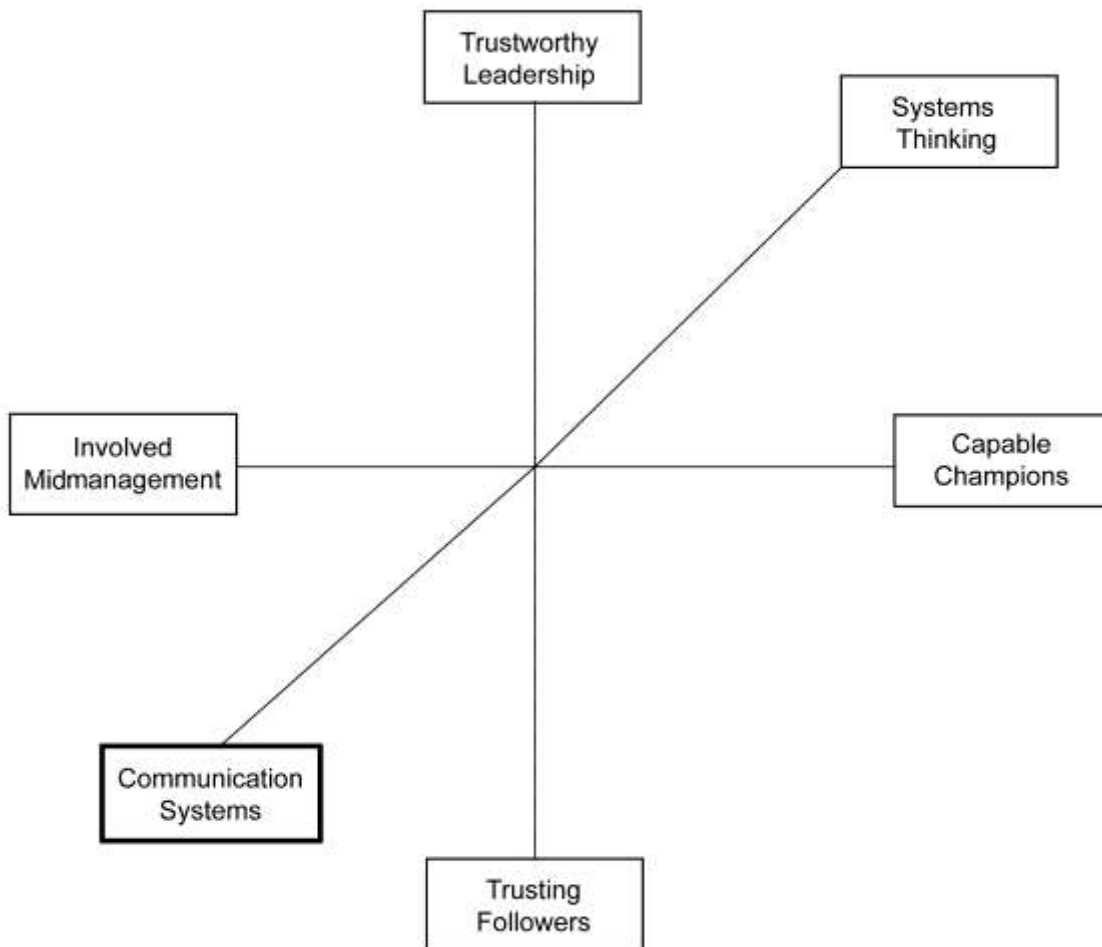 Trustworthy
Leadership
Systems
Thinking
Involved
Midmanagement
Capable
Champions
Communication
Systems
Trusting
Followers